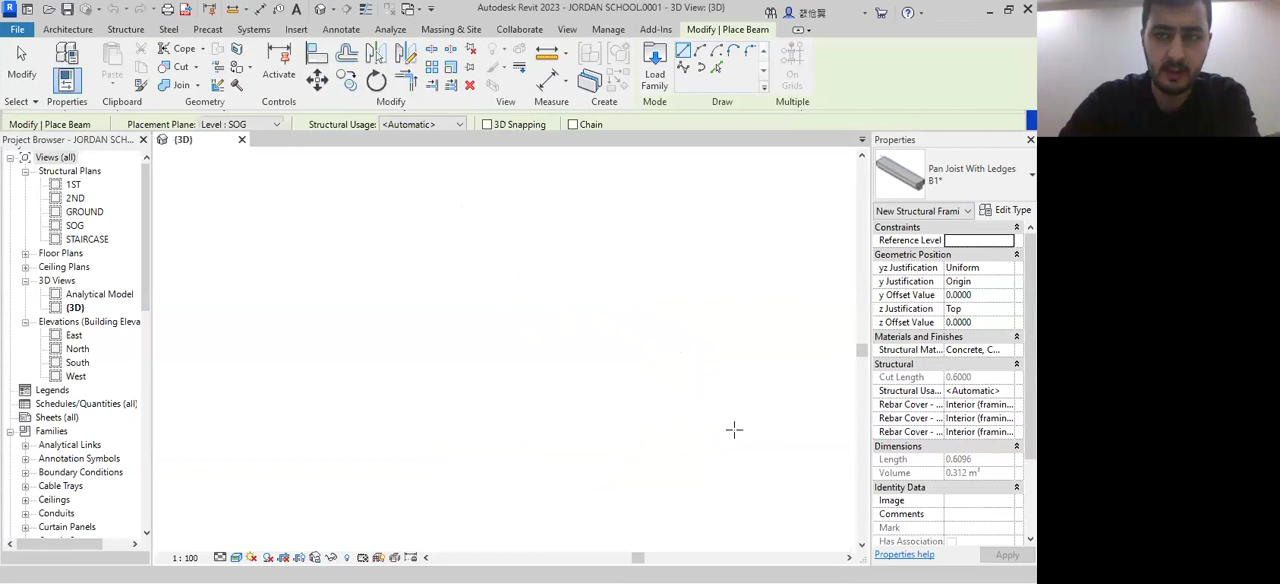 Autodesk Revit 2023 - JORDAN SCHOOL.0001 - 3D View: {3D}
File Architecture Structure Steel Precast Systems Insert Annotate Analyze Massing & Site Collaborate View Manage Add-Ins Modify | Place Beam
Modify Properties Paste Cope Cut Join Activate Load Family On Grids
Select Properties Clipboard Geometry Controls Modify View Measure Create Mode Draw Multiple
Modify | Place Beam Placement Plane: Level : SOG Structural Usage: <Automatic> 3D Snapping Chain
Project Browser - JORDAN SCH...
{3D}
Views (all)
Structural Plans
1ST
2ND
GROUND
SOG
STAIRCASE
Floor Plans
Ceiling Plans
3D Views
Analytical Model
{3D}
Elevations (Building Eleva
East
North
South
West
Legends
Schedules/Quantities (all)
Sheets (all)
Families
Analytical Links
Annotation Symbols
Boundary Conditions
Cable Trays
Ceilings
Conduits
Curtain Panels
1 : 100
Properties
Pan Joist With Ledges
B1*
New Structural Frami Edit Type
Constraints
Reference Level
Geometric Position
yz Justification Uniform
y Justification Origin
y Offset Value 0.0000
z Justification Top
z Offset Value 0.0000
Materials and Finishes
Structural Mat... Concrete, C...
Structural
Cut Length 0.6000
Structural Usa... <Automatic>
Rebar Cover - ... Interior (framin...
Rebar Cover - ... Interior (framin...
Rebar Cover - ... Interior (framin...
Dimensions
Length 0.6096
Volume 0.312 m³
Identity Data
Image
Comments
Mark
Has Association
Properties help Apply